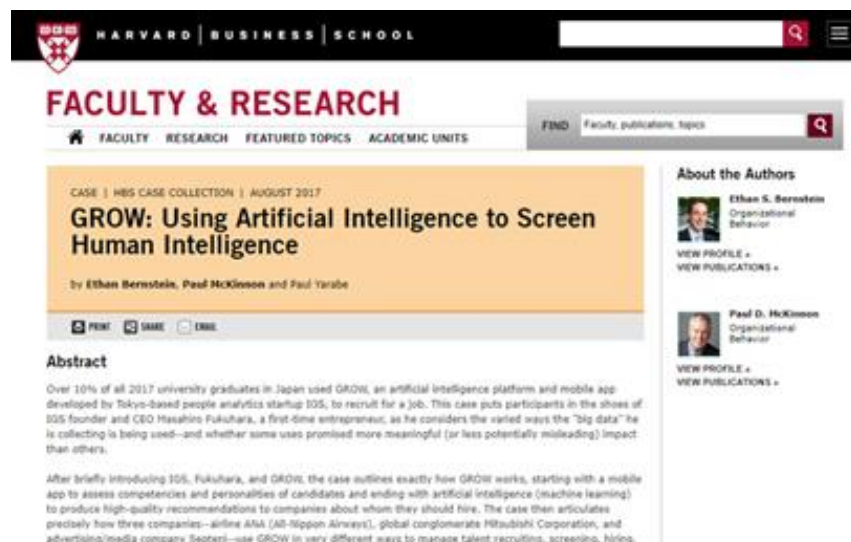 HARVARD | BUSINESS | SCHOOL
FACULTY & RESEARCH
FACULTY RESEARCH FEATURED TOPICS ACADEMIC UNITS
FIND Faculty, publications, topics
CASE | HBS CASE COLLECTION | AUGUST 2017
GROW: Using Artificial Intelligence to Screen
Human Intelligence
by Ethan Bernstein, Paul McKinnon and Paul Yarabe
PRINT SHARE EMAIL
Abstract
Over 10% of all 2017 university graduates in Japan used GROW, an artificial intelligence platform and mobile app
developed by Tokyo-based people analytics startup IGS, to recruit for a job. This case puts participants in the shoes of
IGS founder and CEO Masahiro Fukuhara, a first-time entrepreneur, as he considers the varied ways the "big data" he
is collecting is being used--and whether some uses promised more meaningful (or less potentially misleading) impact
than others.
After briefly introducing IGS, Fukuhara, and GROW, the case outlines exactly how GROW works, starting with a mobile
app to assess competencies and personalities of candidates and ending with artificial intelligence (machine learning)
to produce high-quality recommendations to companies about whom they should hire. The case then articulates
precisely how three companies--airline ANA (All-Nippon Airways), global conglomerate Mitsubishi Corporation, and
advertising/media company Septeni--use GROW in very different ways to manage talent recruiting, screening, hiring,
About the Authors
Ethan S. Bernstein
Organizational
Behavior
VIEW PROFILE »
VIEW PUBLICATIONS »
Paul D. McKinnon
Organizational
Behavior
VIEW PROFILE »
VIEW PUBLICATIONS »